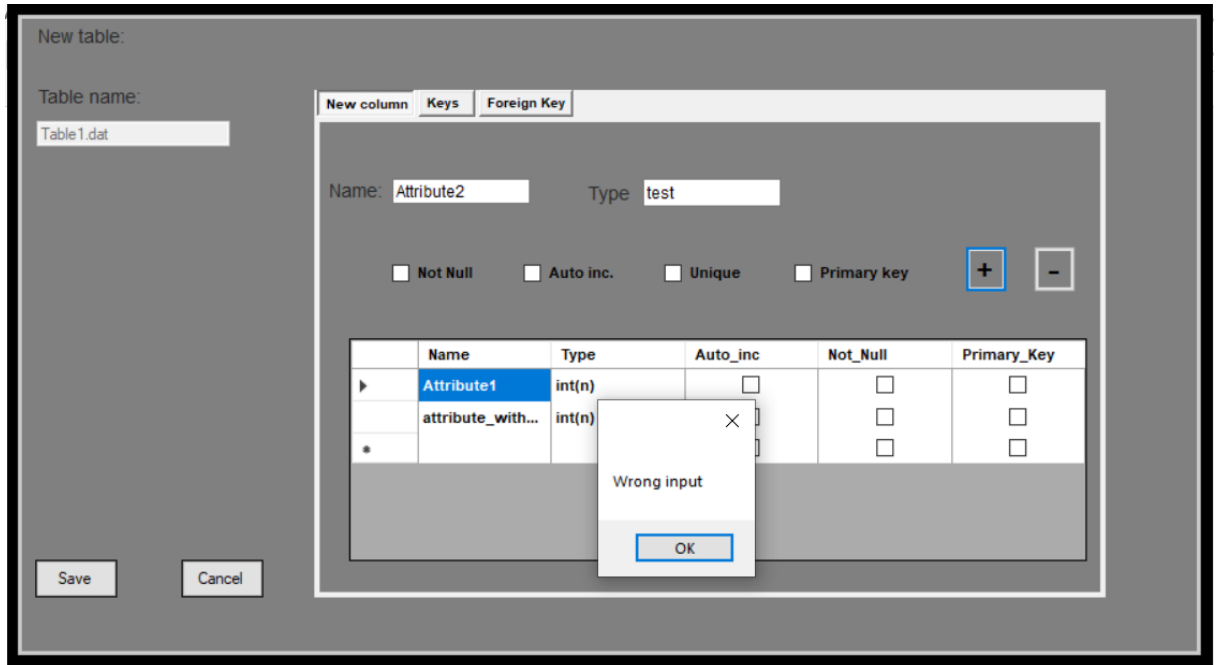 New table:
Table name:
Table1.dat
New column Keys Foreign Key
Name: Attribute2 Type test
Not Null Auto inc. Unique Primary key + -
Name Type Auto_inc Not_Null Primary_Key
Attribute1 int(n)
attribute_with... int(n)
Wrong input
OK
Save Cancel